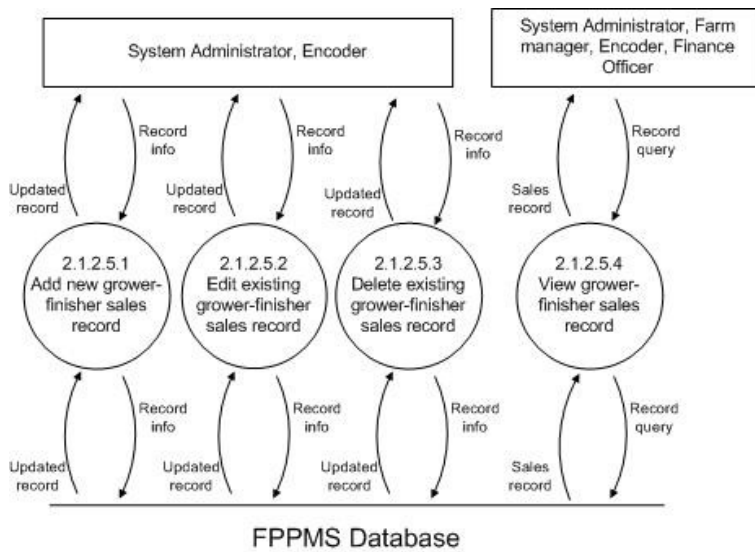 System Administrator, Encoder
System Administrator, Farm
manager, Encoder, Finance
Officer
Record
info
Record
info
Record
info
Record
query
Updated
record
Updated
record
Updated
record
Sales
record
2.1.2.5.1
Add new grower-
finisher sales
record
2.1.2.5.2
Edit existing
grower-finisher
sales record
2.1.2.5.3
Delete existing
grower-finisher
sales record
2.1.2.5.4
View grower-
finisher sales
record
Record
info
Record
info
Record
info
Record
query
Updated
record
Updated
record
Updated
record
Sales
record
FPPMS Database